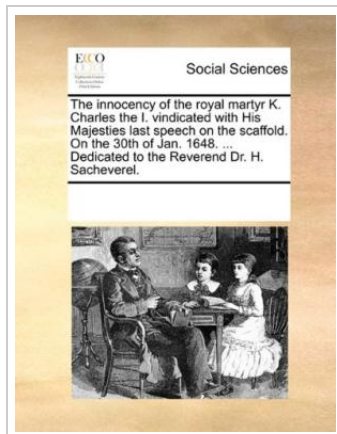 ECCO
Social Sciences
The innocency of the royal martyr K.
Charles the I. vindicated with His
Majesties last speech on the scaffold.
On the 30th of Jan. 1648. ...
Dedicated to the Reverend Dr. H.
Sacheverel.